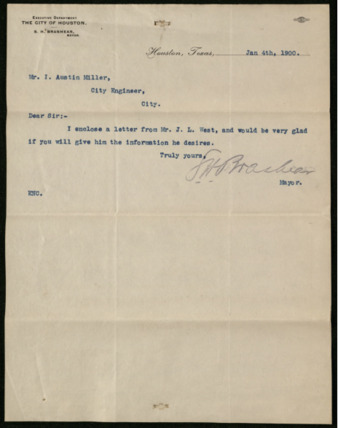 EXECUTIVE DEPARTMENT
THE CITY OF HOUSTON.
S. H. BRASHEAR,
MAYOR.
Houston, Texas, Jan 4th, 1900.
Mr. I. Austin Miller,
City Engineer,
City.
Dear Sir:-
I enclose a letter from Mr. J. L. West, and would be very glad
if you will give him the information he desires.
Truly yours,
S. H. Brashear
Mayor.
ENC.